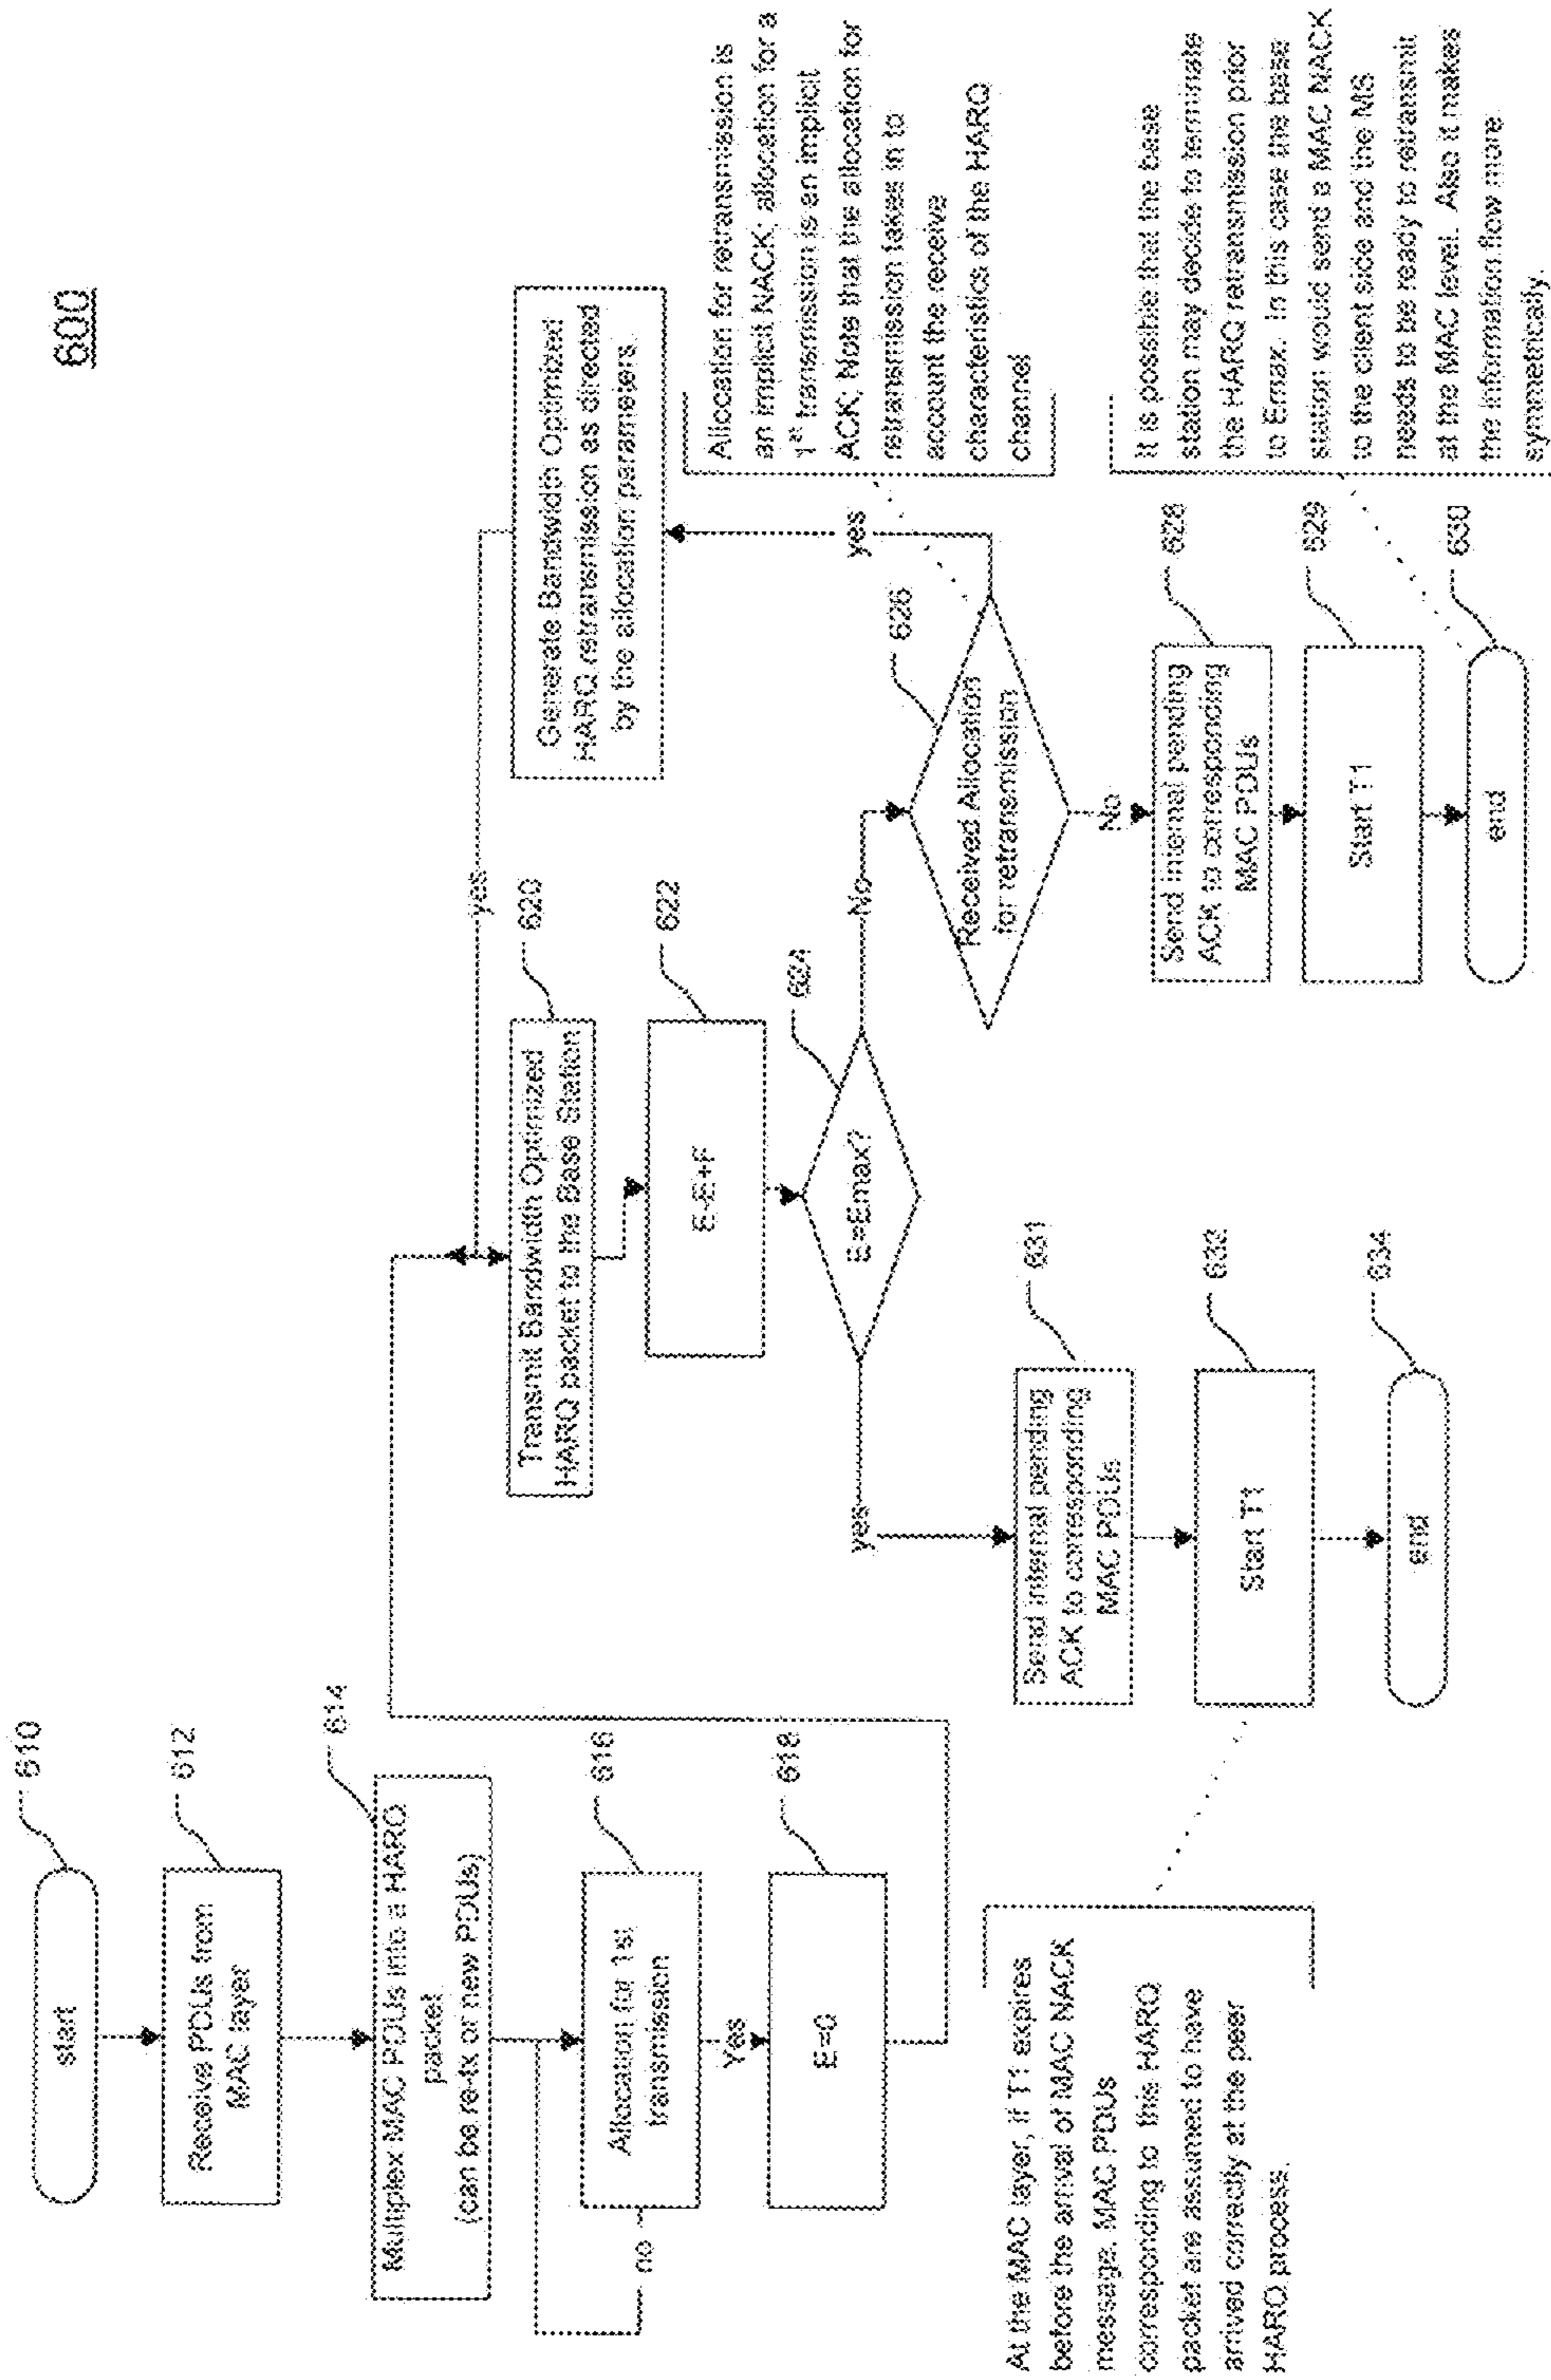 600
610
start
612
Receive PDUs from
MAC layer
614
Multiplex MAC PDUs into a HARQ
packet
(can be re-tx or new PDUs)
616
Allocation for 1st
transmission
no
Yes
618
E=0
At the MAC layer, if T1 expires
before the arrival of MAC NACK
message. MAC PDUs
corresponding to this HARQ
packet are assumed to have
arrived correctly at the peer
HARQ process.
yes
620
Transmit Bandwidth Optimized
HARQ packet to the Base Station
622
624
E=Emax?
yes
No
631
Send internal pending
ACK to corresponding
MAC PDUs
632
Start T1
634
end
Generate Bandwidth Optimized
HARQ retransmission as directed
by the allocation parameters.
yes
626
Received Allocation
for retransmission
No
628
Send internal pending
ACK to corresponding
MAC PDUs
629
Start T1
630
end
Allocation for retransmission is
an implicit NACK; allocation for a
1st transmission is an implicit
ACK; Note that the allocation for
retransmission takes in to
account the receive
characteristics of the HARQ
channel
It is possible that the base
station may decide to terminate
the HARQ retransmission prior
to Emax. In this case the base
station would send a MAC NACK
to the client side and the MS
needs to be ready to retransmit
at the MAC level. Also it makes
the information flow more
symmetrically.